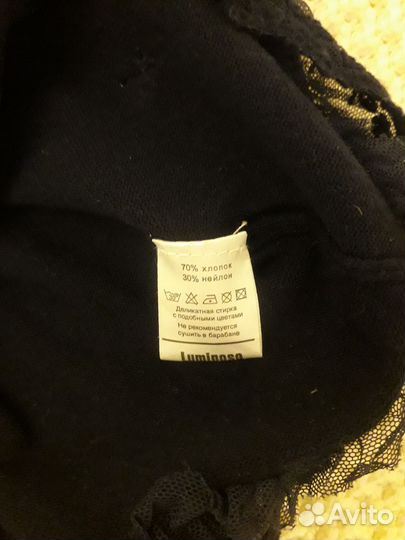 70% хлопок
30% нейлон
Деликатная стирка
с подобными цветами
Не рекомендуется
сушить в барабане
Luminoso
Avito